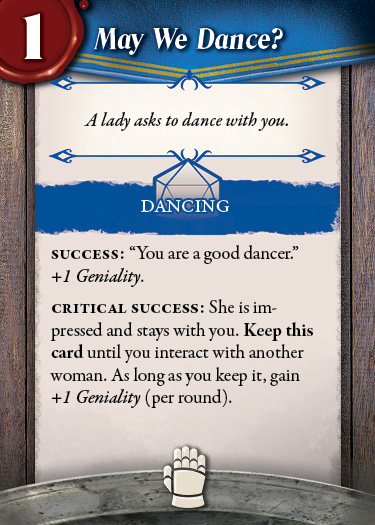 1
May We Dance?
A lady asks to dance with you.
DANCING
SUCCESS: “You are a good dancer.”
+1 Geniality.
CRITICAL SUCCESS: She is im-
pressed and stays with you. Keep this
card until you interact with another
woman. As long as you keep it, gain
+1 Geniality (per round).